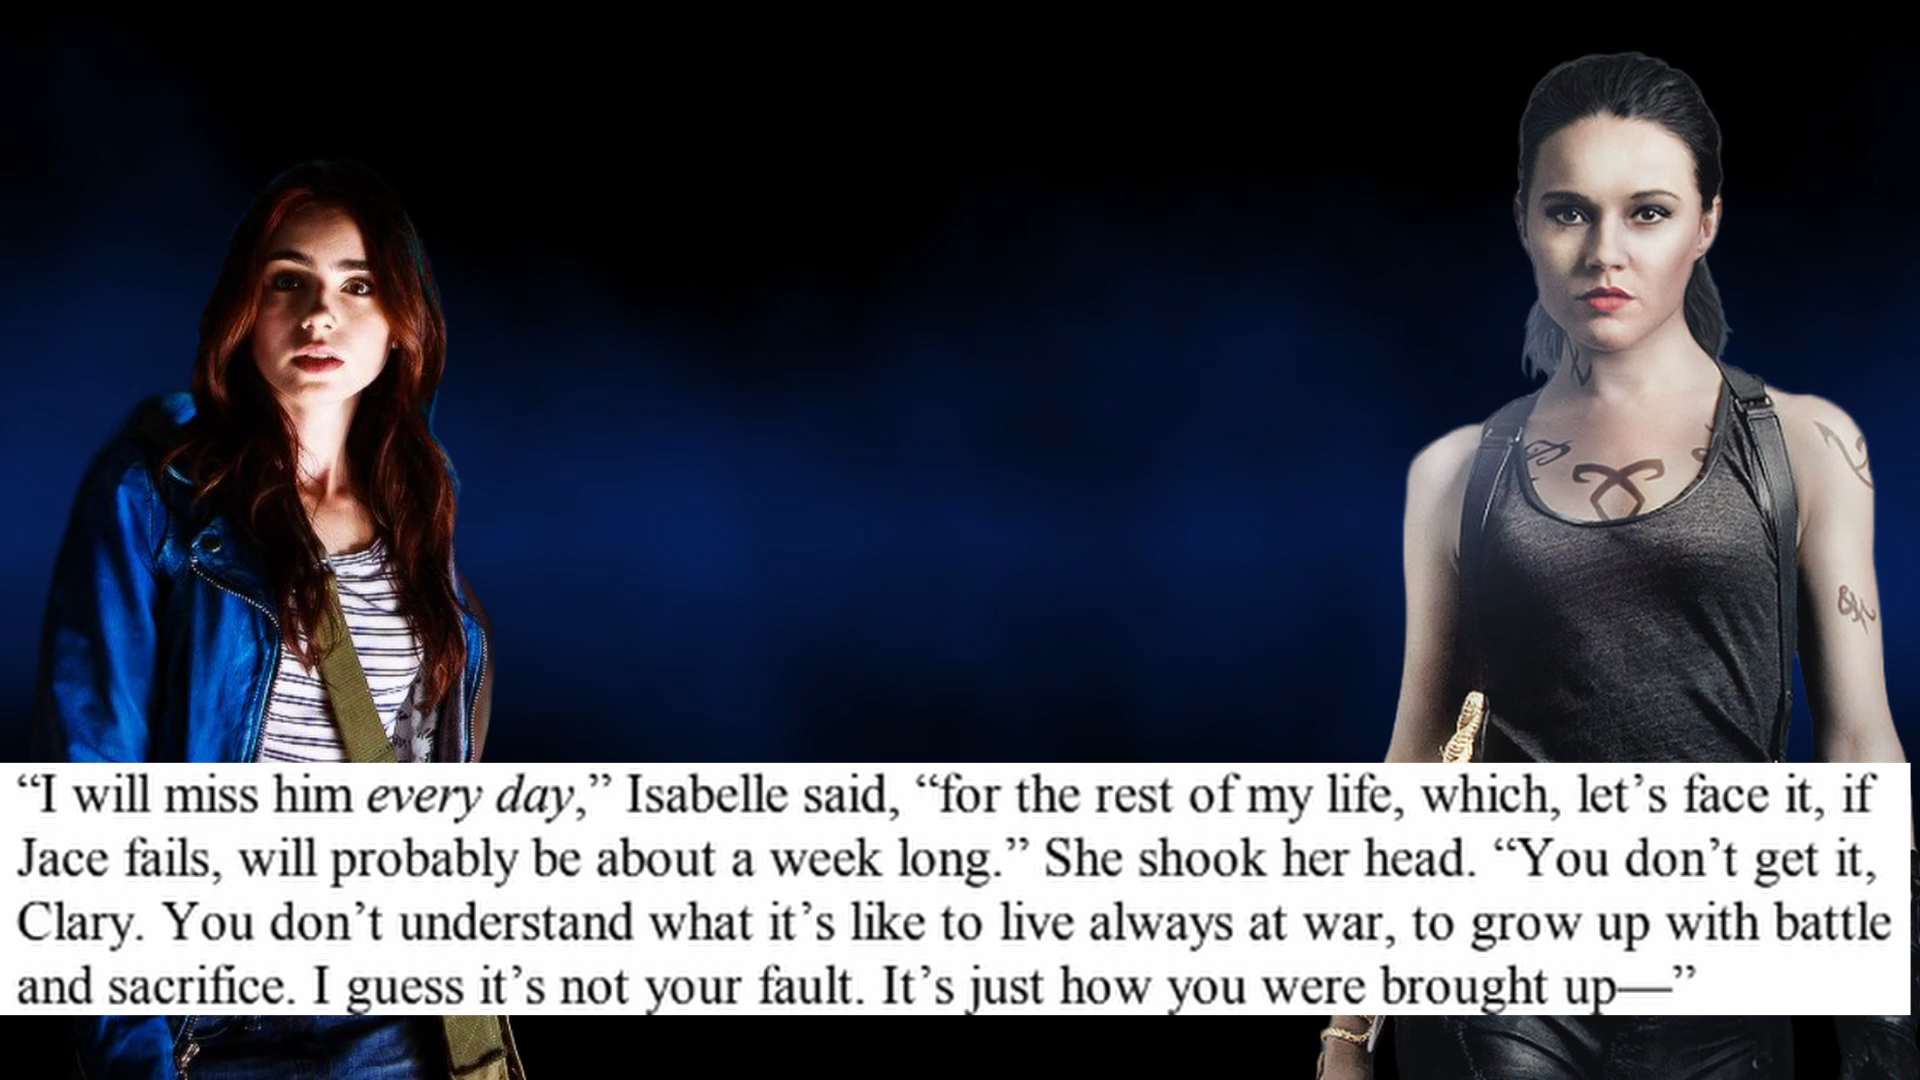 “I will miss him every day,” Isabelle said, “for the rest of my life, which, let’s face it, if
Jace fails, will probably be about a week long.” She shook her head. “You don’t get it,
Clary. You don’t understand what it’s like to live always at war, to grow up with battle
and sacrifice. I guess it’s not your fault. It’s just how you were brought up—”